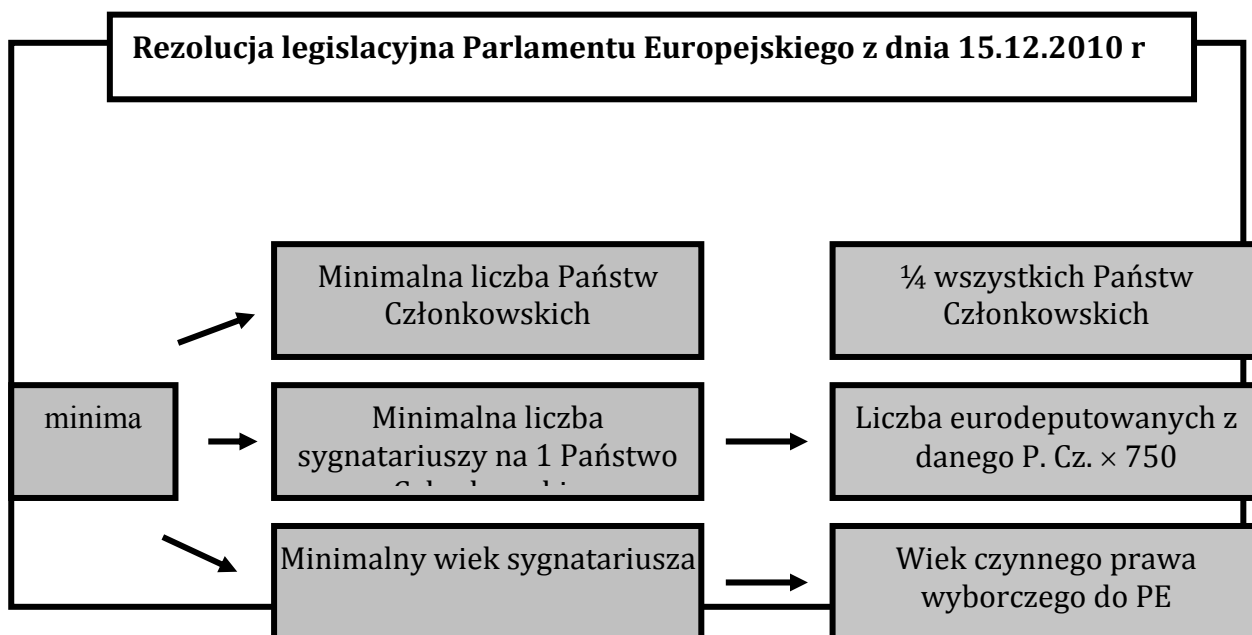 Rezolucja legislacyjna Parlamentu Europejskiego z dnia 15.12.2010 r
Minimalna liczba Państw
Członkowskich
¼ wszystkich Państw
Członkowskich
minima
Minimalna liczba
sygnatariuszy na 1 Państwo
Liczba eurodeputowanych z
danego P. Cz. × 750
Minimalny wiek sygnatariusza
Wiek czynnego prawa
wyborczego do PE